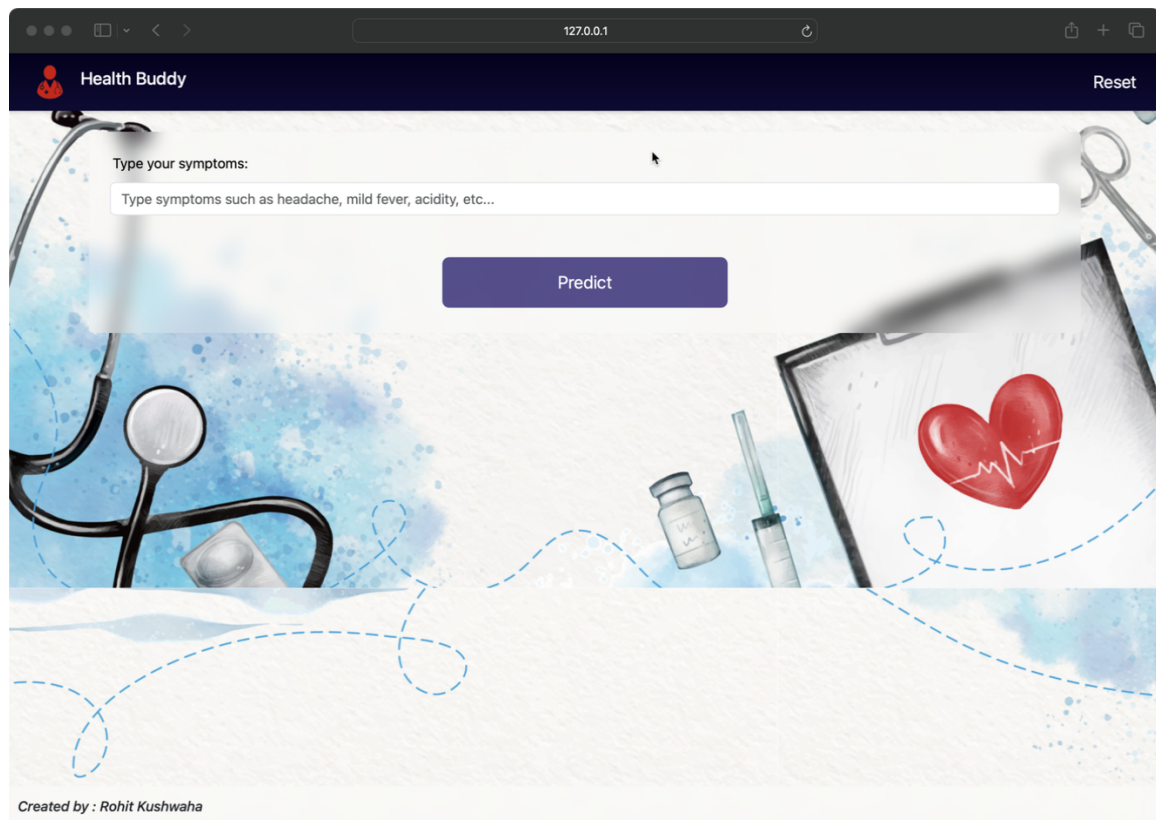 127.0.0.1
Health Buddy
Reset
Type your symptoms:
Type symptoms such as headache, mild fever, acidity, etc...
Predict
Created by : Rohit Kushwaha